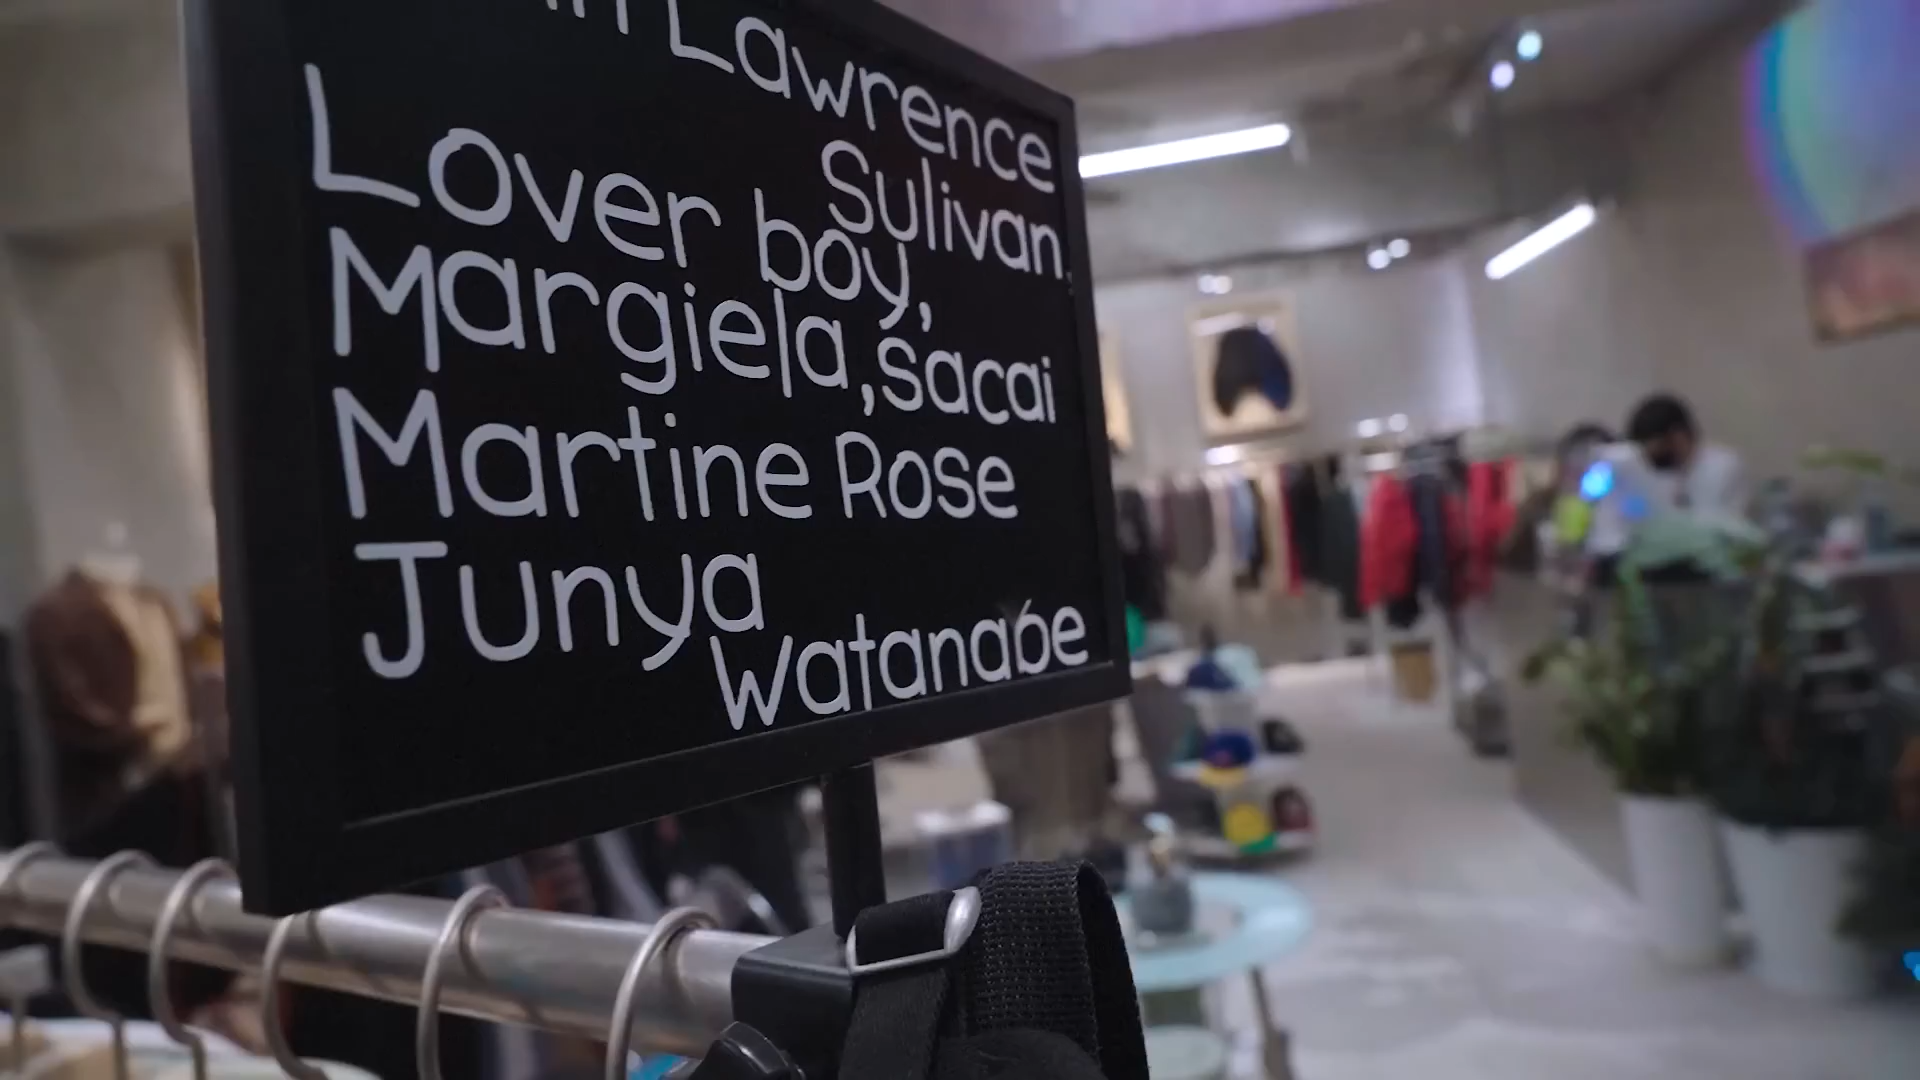 Lawrence
Sulivan,
Lover boy,
Margiela, sacai
Martine Rose
Junya
Watanabe